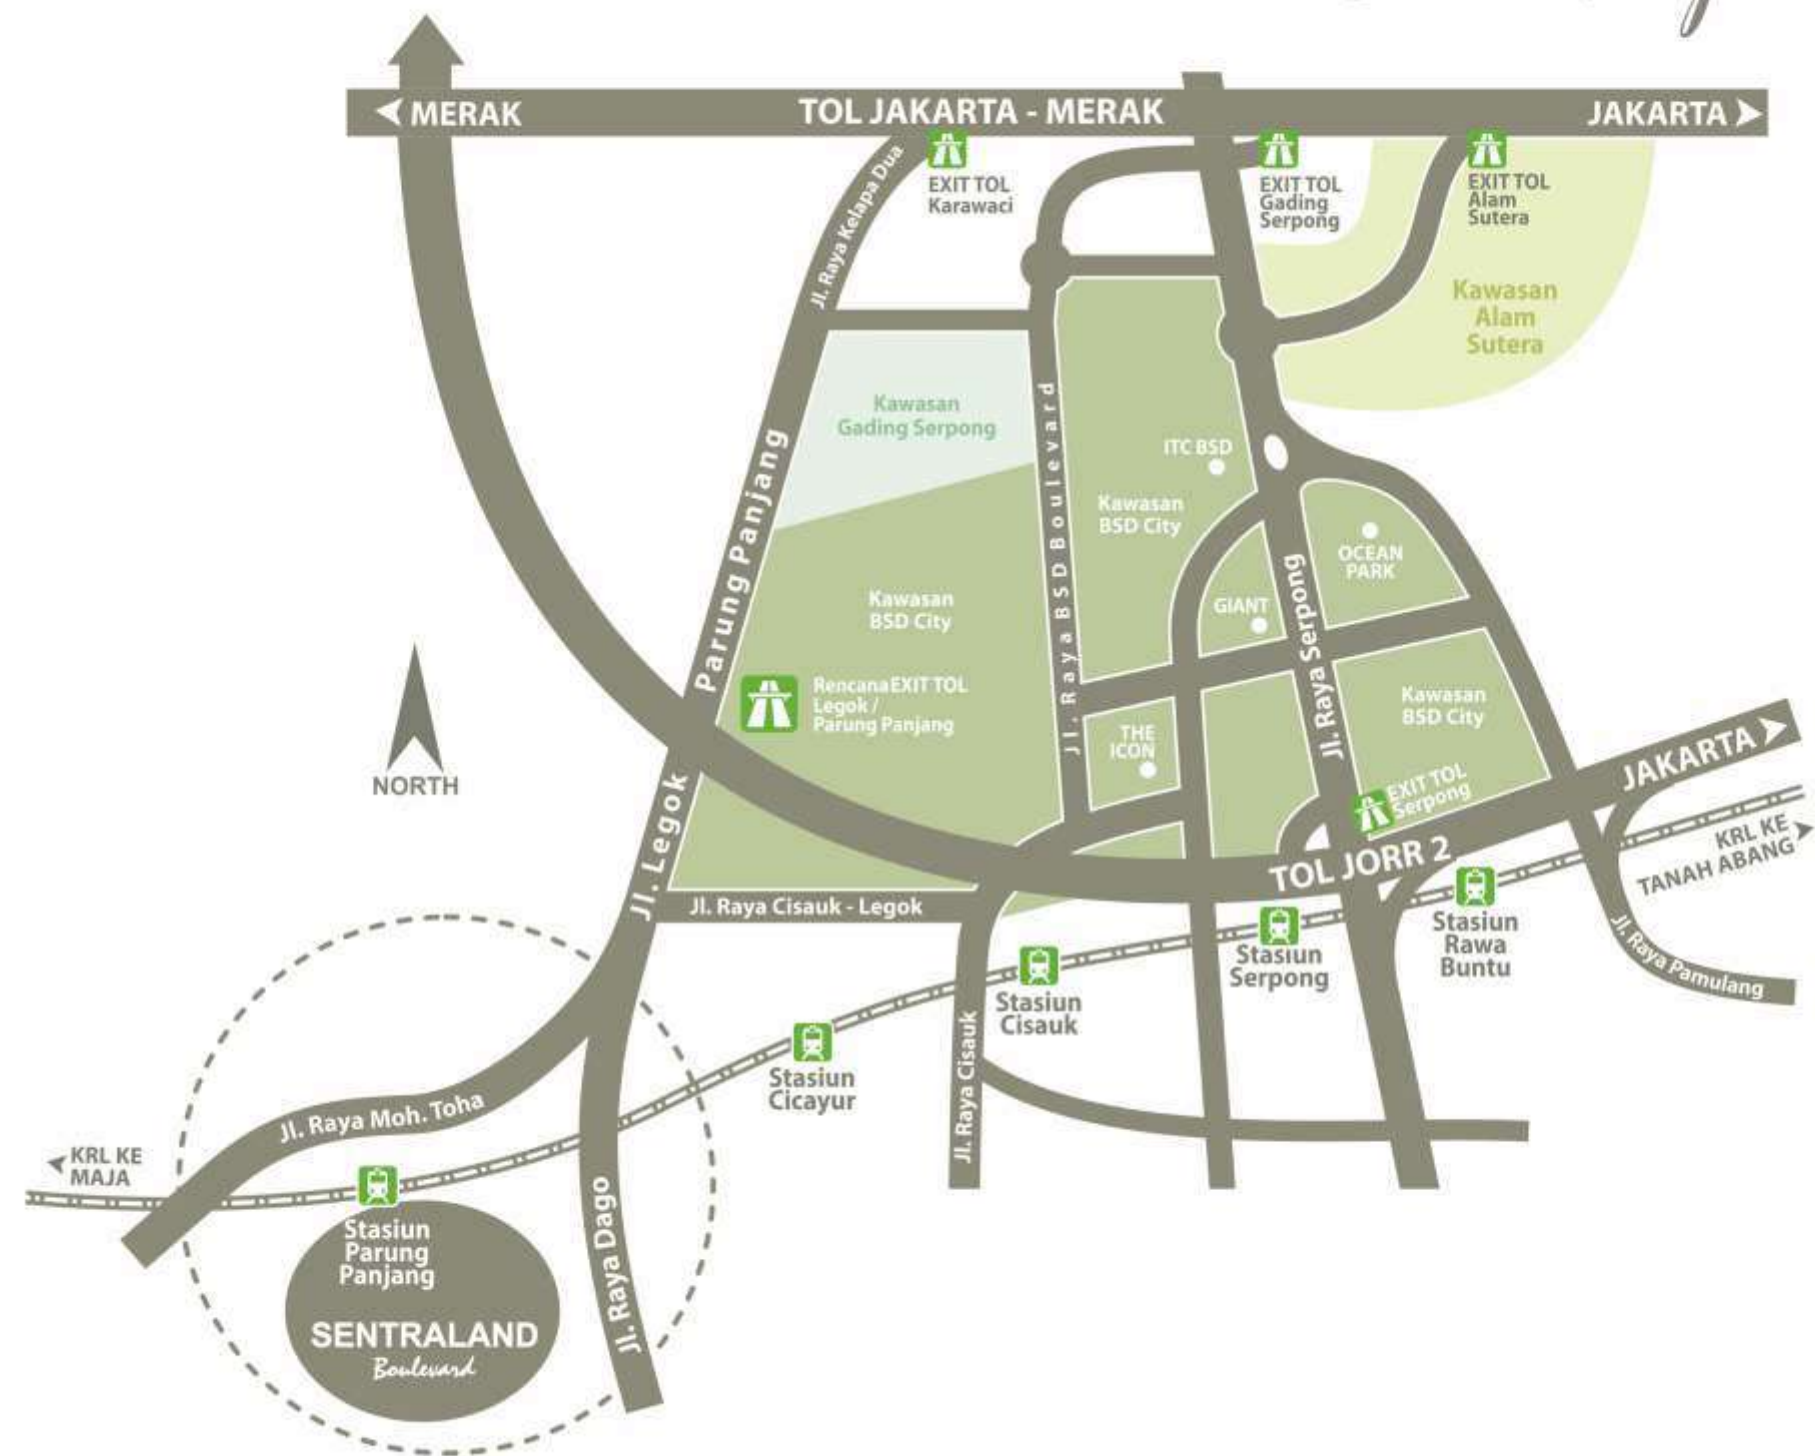 MERAK
TOL JAKARTA - MERAK
JAKARTA
Jl. Raya Kelapa Dua
EXIT TOL
Karawaci
EXIT TOL
Gading
Serpong
EXIT TOL
Alam
Sutera
Kawasan
Alam
Sutera
Kawasan
Gading Serpong
Jl. Raya BSD Boulevard
ITC BSD
Kawasan
BSD City
Parung Panjang
OCEAN
PARK
Kawasan
BSD City
GIANT
Jl. Raya Serpong
Rencana EXIT TOL
Legok /
Parung Panjang
Kawasan
BSD City
THE
ICON
NORTH
JAKARTA
EXIT TOL
Serpong
Jl. Legok
TOL JORR 2
KRL KE
TANAH ABANG
Jl. Raya Cisauk - Legok
Stasiun
Rawa
Buntu
Stasiun
Serpong
Jl. Raya Pamulang
Stasiun
Cisauk
Jl. Raya Cisauk
Stasiun
Cicayur
Jl. Raya Moh. Toha
KRL KE
MAJA
Jl. Raya Dago
Stasiun
Parung
Panjang
SENTRALAND
Boulevard